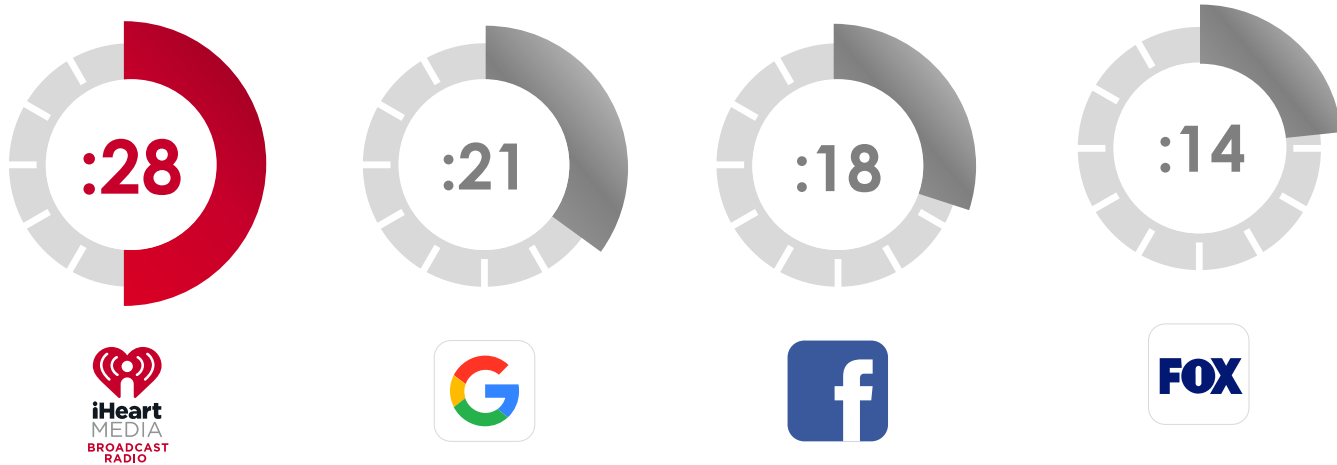 :28
:21
:18
:14
iHeart
MEDIA
BROADCAST
RADIO
G
f
FOX